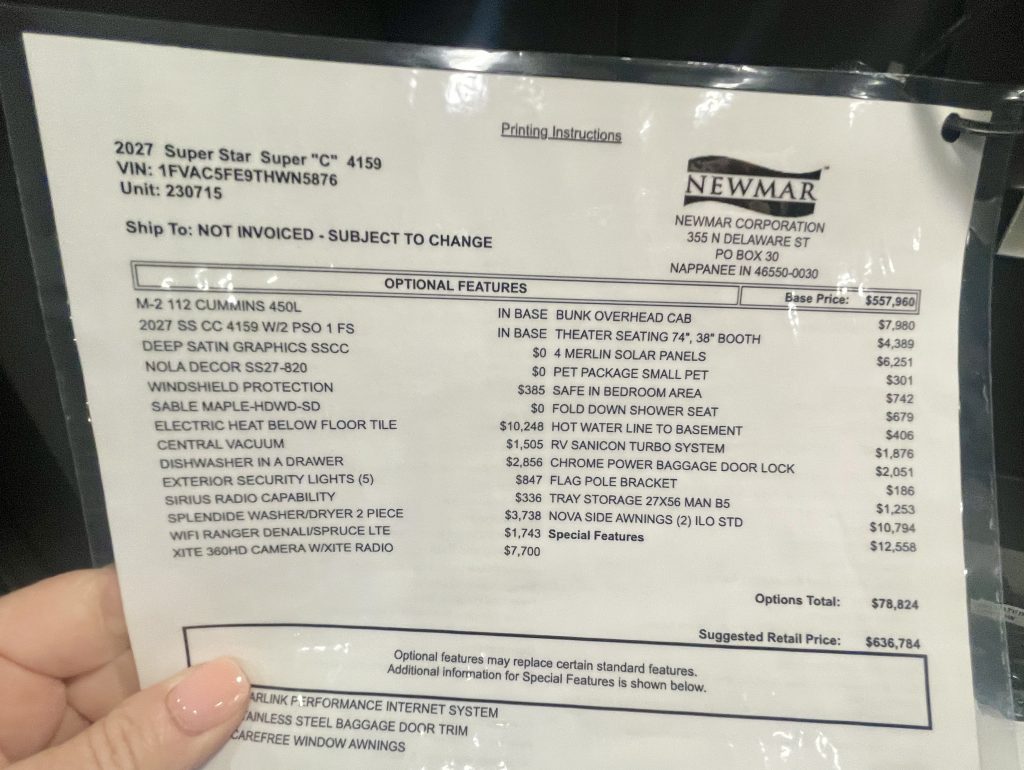 Printing Instructions
2027 Super Star Super "C" 4159
VIN: 1FVAC5FE9THWN5876
Unit: 230715
Ship To: NOT INVOICED - SUBJECT TO CHANGE
NEWMAR™
NEWMAR CORPORATION
355 N DELAWARE ST
PO BOX 30
NAPPANEE IN 46550-0030
OPTIONAL FEATURES Base Price: $557,960
M-2 112 CUMMINS 450L IN BASE BUNK OVERHEAD CAB $7,980
2027 SS CC 4159 W/2 PSO 1 FS IN BASE THEATER SEATING 74", 38" BOOTH $4,389
DEEP SATIN GRAPHICS SSCC $0 4 MERLIN SOLAR PANELS $6,251
NOLA DECOR SS27-820 $0 PET PACKAGE SMALL PET $301
WINDSHIELD PROTECTION $385 SAFE IN BEDROOM AREA $742
SABLE MAPLE-HDWD-SD $0 FOLD DOWN SHOWER SEAT $679
ELECTRIC HEAT BELOW FLOOR TILE $10,248 HOT WATER LINE TO BASEMENT $406
CENTRAL VACUUM $1,505 RV SANICON TURBO SYSTEM $1,876
DISHWASHER IN A DRAWER $2,856 CHROME POWER BAGGAGE DOOR LOCK $2,051
EXTERIOR SECURITY LIGHTS (5) $847 FLAG POLE BRACKET $186
SIRIUS RADIO CAPABILITY $336 TRAY STORAGE 27X56 MAN B5 $1,253
SPLENDIDE WASHER/DRYER 2 PIECE $3,738 NOVA SIDE AWNINGS (2) ILO STD $10,794
WIFI RANGER DENALI/SPRUCE LTE $1,743 Special Features $12,558
XITE 360HD CAMERA W/XITE RADIO $7,700
Options Total: $78,824
Suggested Retail Price: $636,784
Optional features may replace certain standard features.
Additional information for Special Features is shown below.
ARLINK PERFORMANCE INTERNET SYSTEM
AINLESS STEEL BAGGAGE DOOR TRIM
CAREFREE WINDOW AWNINGS